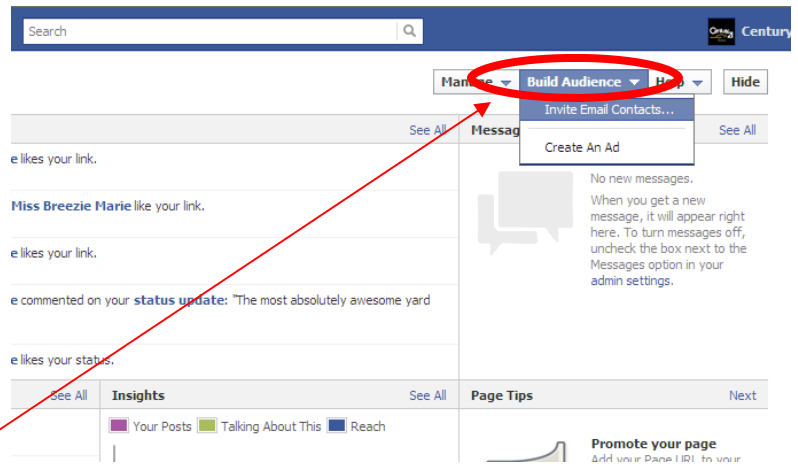 Search
Century
Manage Build Audience Help Hide
Invite Email Contacts...
Create An Ad
See All
Messag
See All
e likes your link.
Miss Breezie Marie like your link.
e likes your link.
e commented on your status update: "The most absolutely awesome yard
e likes your status.
No new messages.
When you get a new
message, it will appear right
here. To turn messages off,
uncheck the box next to the
Messages option in your
admin settings.
See All
Insights
See All
Your Posts Talking About This Reach
Page Tips
Next
Promote your page
Add your Page URL to your